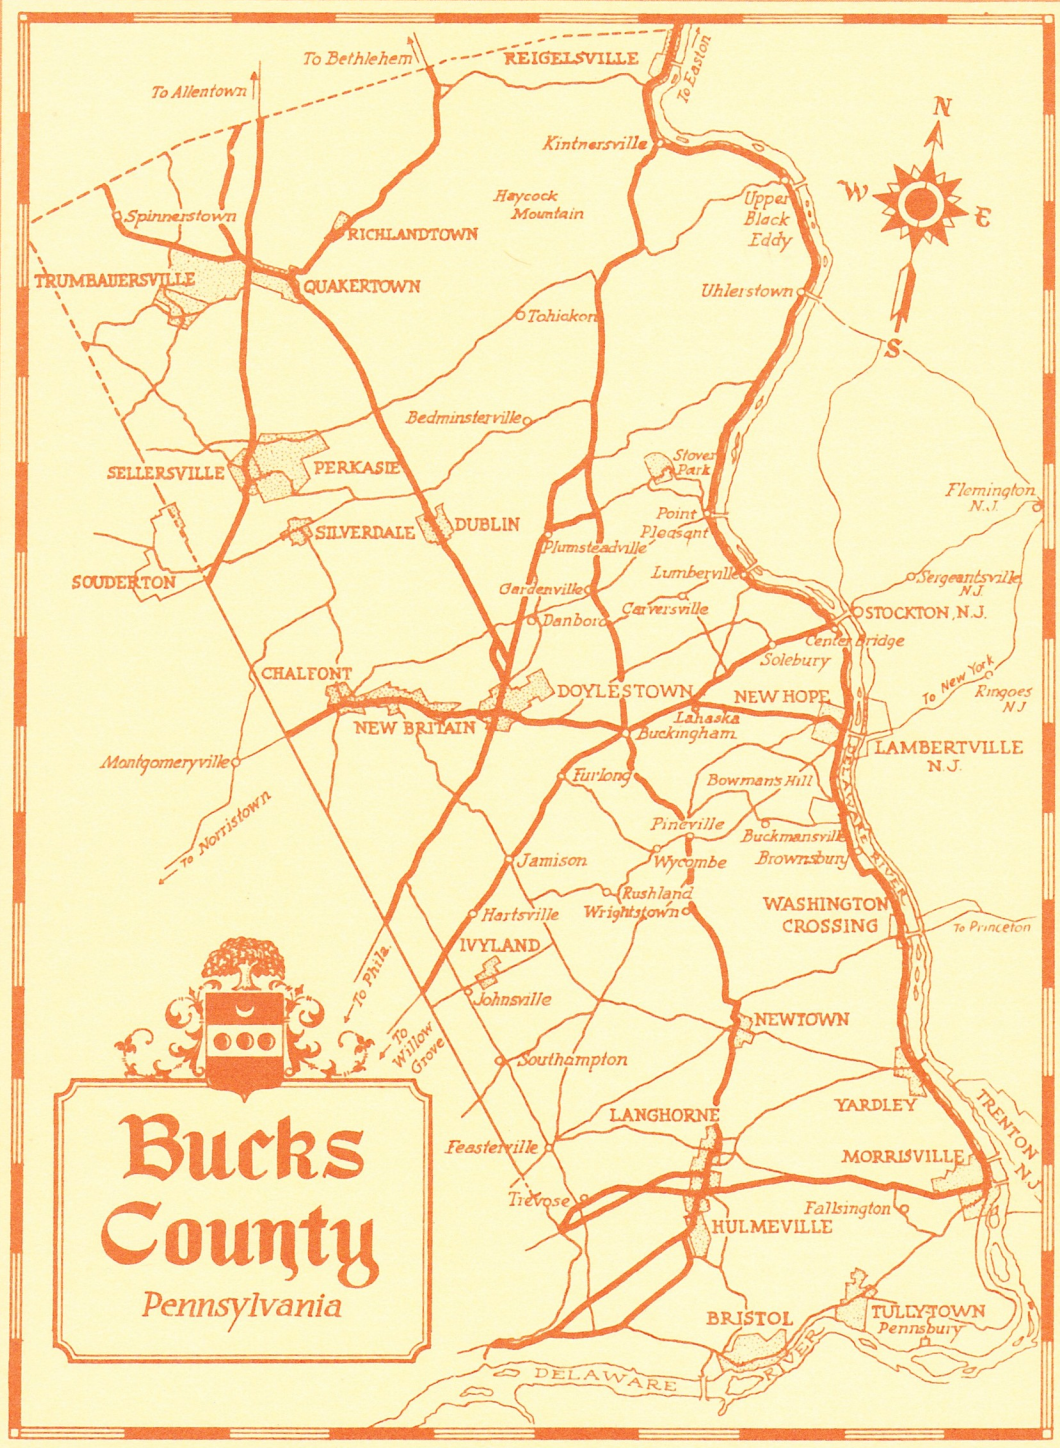 To Bethlehem
REIGELSVILLE
To Easton
To Allentown
N
Kintnersville
W
E
S
Haycock
Mountain
Upper
Black
Eddy
Spinnerstown
RICHLANDTOWN
TRUMBAUERSVILLE
QUAKERTOWN
Uhlerstown
Tohickon
Bedminsterville
SELLERSVILLE
PERKASIE
Stover
Park
Flemington
N.J.
Point
Pleasant
SILVERDALE
DUBLIN
Plumsteadville
SOUDERTON
Lumberville
Sergeantsville
N.J.
Gardenville
Carversville
Danboro
STOCKTON, N.J.
Center Bridge
Solebury
CHALFONT
DOYLESTOWN
NEW HOPE
To New York
Ringoes
N.J
NEW BRITAIN
Lahaska
Buckingham
LAMBERTVILLE
N.J.
Montgomeryville
Furlong
Bowman's Hill
DELAWARE RIVER
To Norristown
Pineville
Buckmansville
Jamison
Wycombe
Brownsbury
Rushland
Wrightstown
WASHINGTON
CROSSING
To Princeton
Hartsville
IVYLAND
To Phila.
Johnsville
NEWTOWN
To
Willow
Grove
Southampton
YARDLEY
LANGHORNE
TRENTON
N.J.
Feasterville
MORRISVILLE
Trevose
Fallsington
HULMEVILLE
BRISTOL
TULLYTOWN
Pennsbury
DELAWARE
RIVER
Bucks
County
Pennsylvania